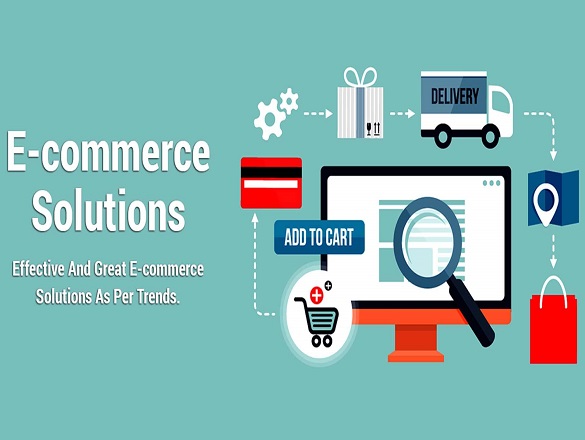 E-commerce
Solutions
Effective And Great E-commerce
Solutions As Per Trends.
DELIVERY
ADD TO CART